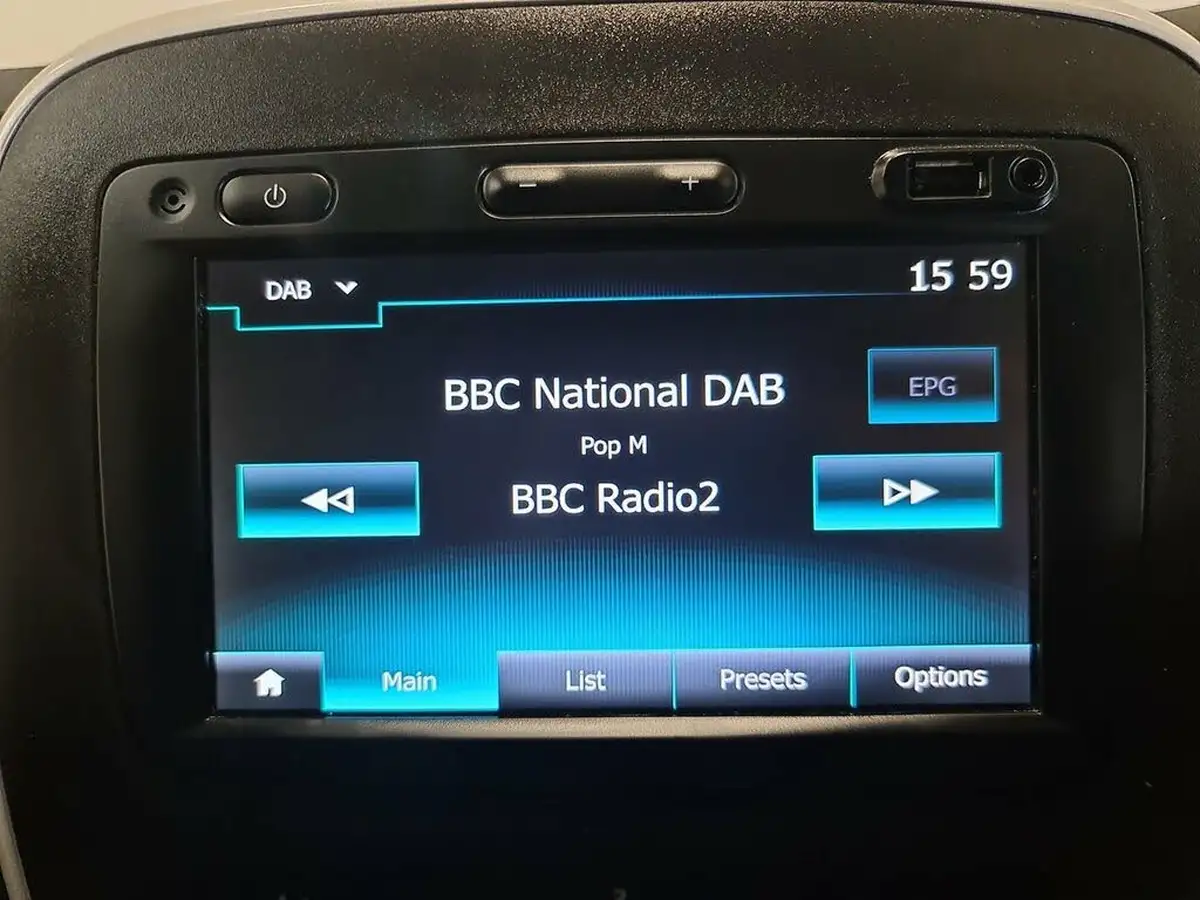 − +
DAB
15 59
BBC National DAB
EPG
Pop M
BBC Radio2
Main
List
Presets
Options